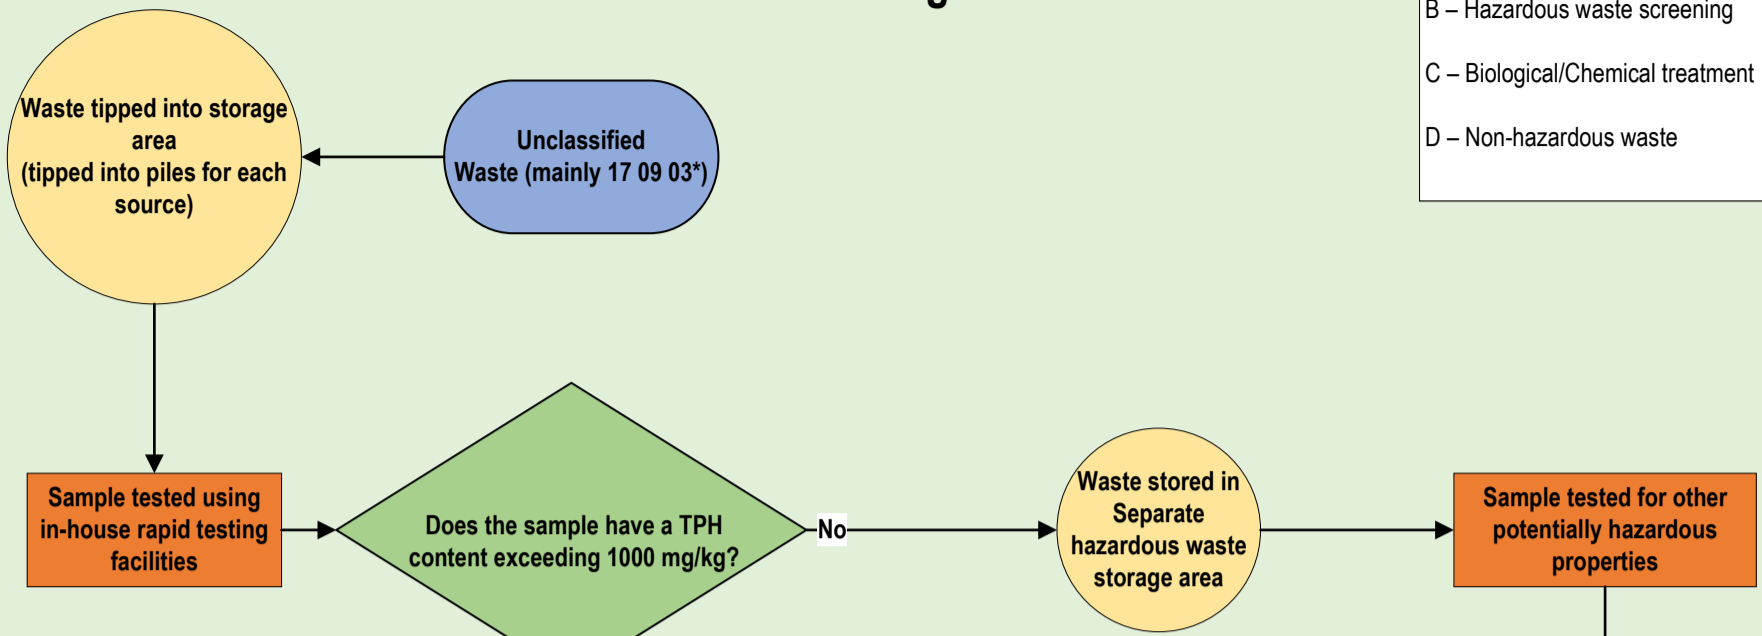 B – Hazardous waste screening
C – Biological/Chemical treatment
D – Non-hazardous waste
Waste tipped into storage
area
(tipped into piles for each
source)
Unclassified
Waste (mainly 17 09 03*)
Sample tested using
in-house rapid testing
facilities
Does the sample have a TPH
content exceeding 1000 mg/kg?
No
Waste stored in
Separate
hazardous waste
storage area
Sample tested for other
potentially hazardous
properties